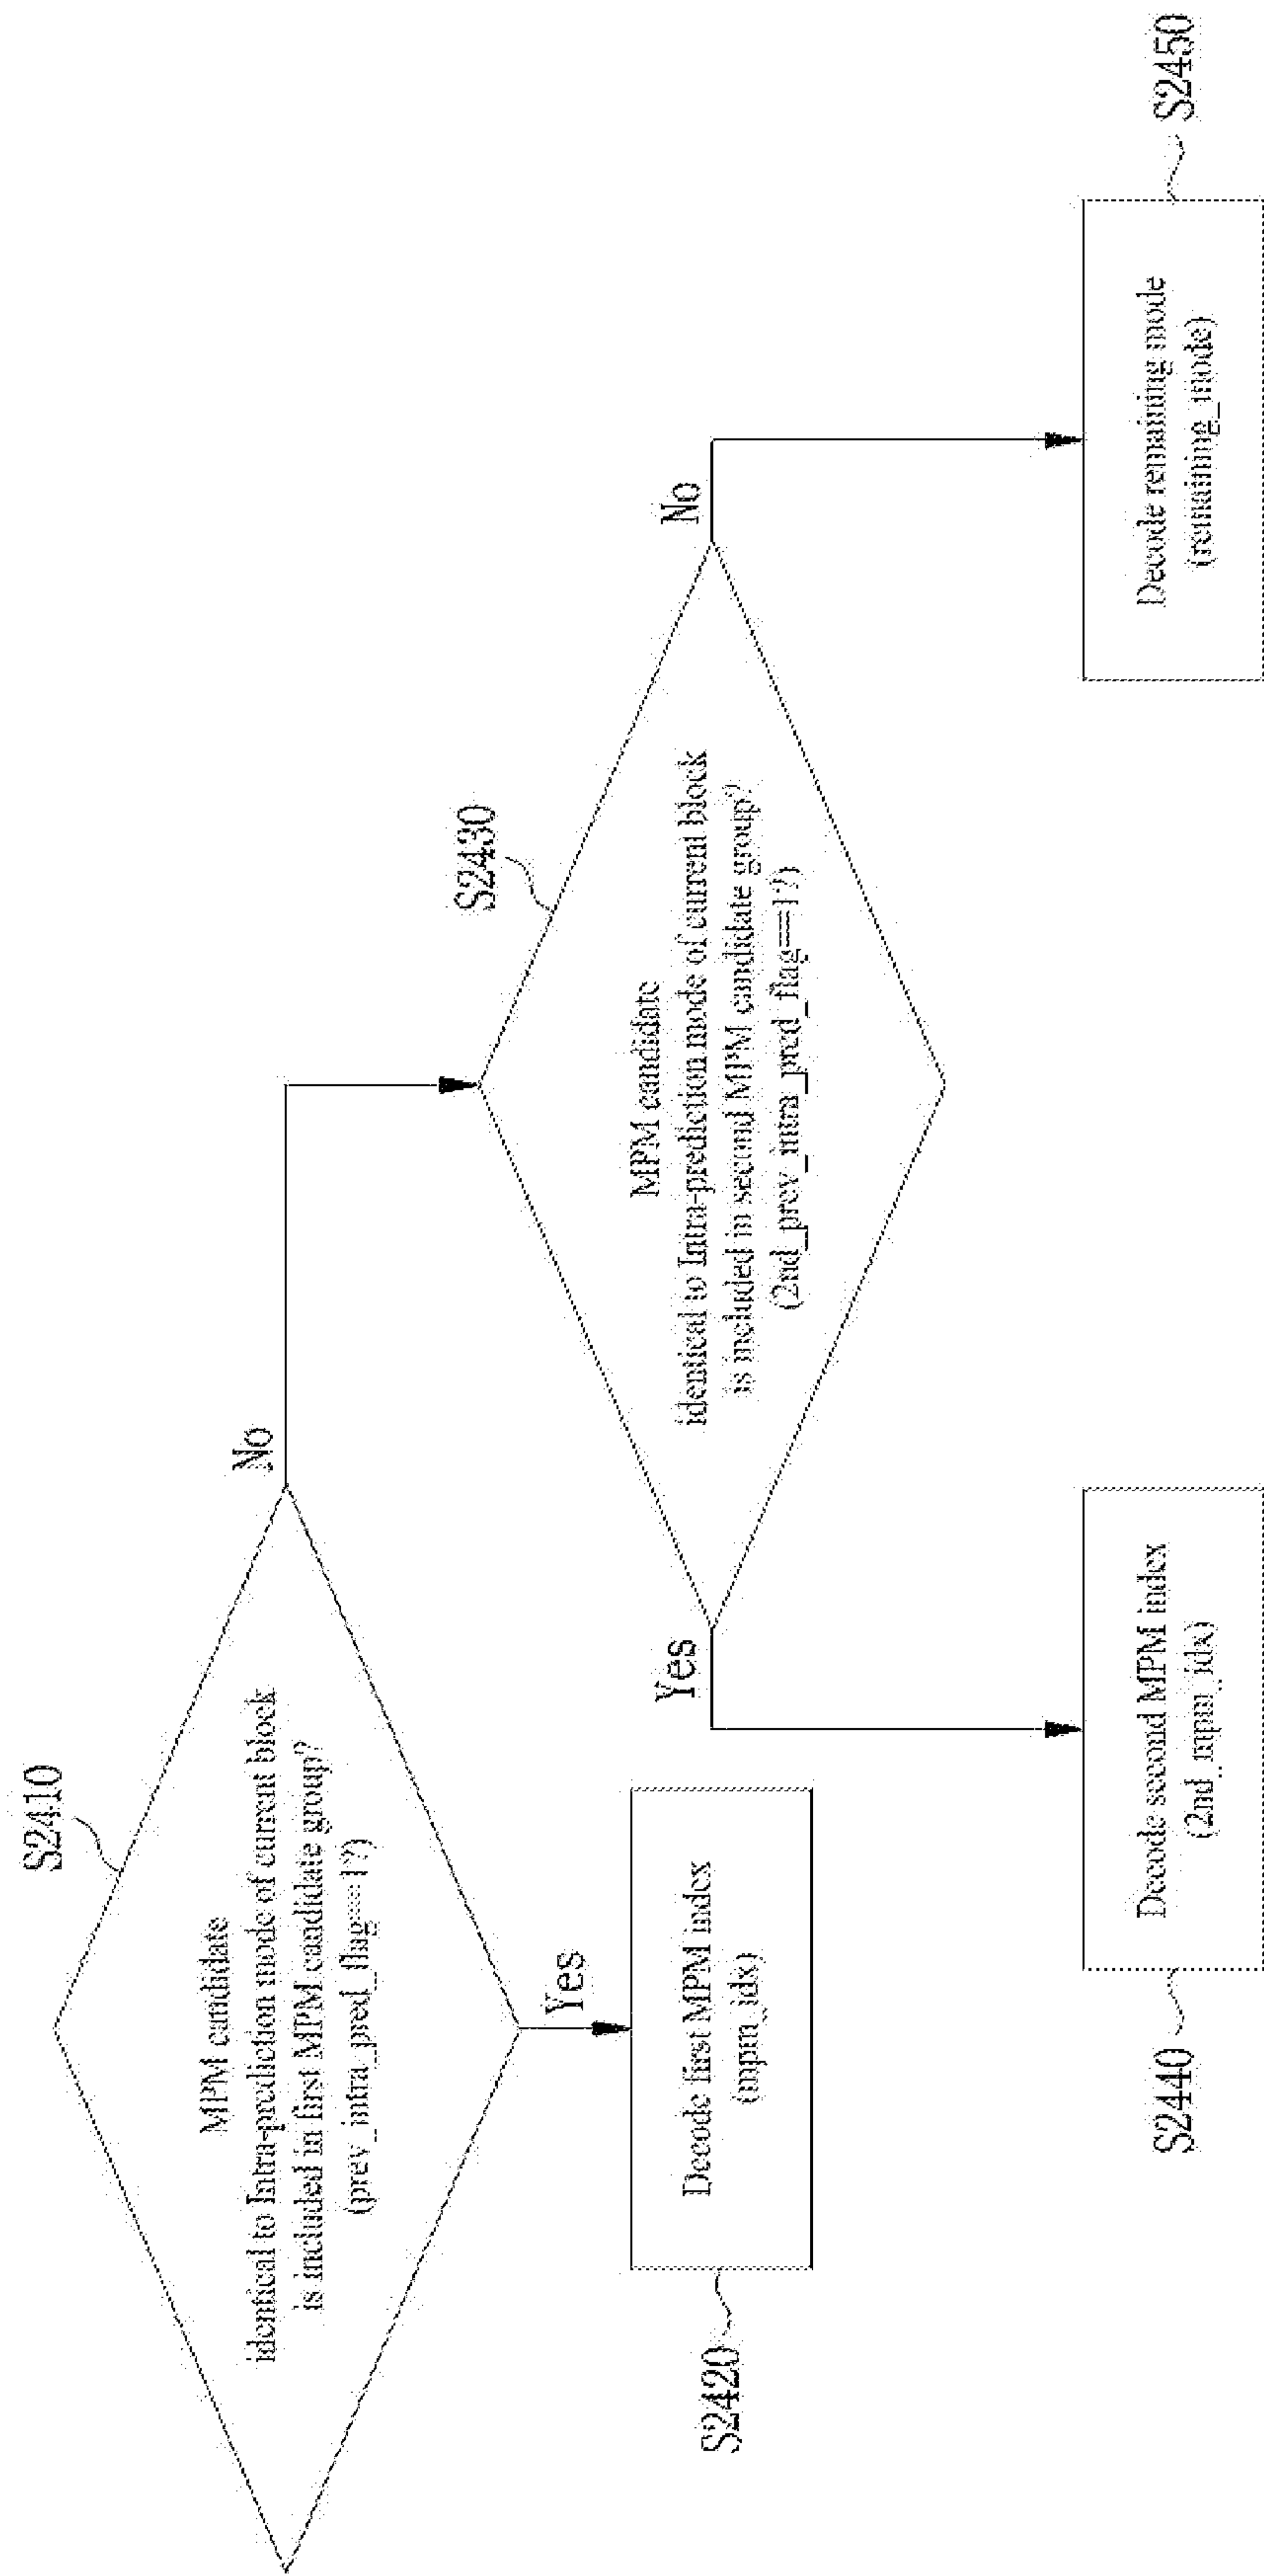 S2410
MPM candidate
identical to Intra-prediction mode of current block
is included in first MPM candidate group?
(prev_intra_pred_flag==1?)
No
Yes
S2420
Decode first MPM index
(mpm_idx)
S2430
MPM candidate
identical to Intra-prediction mode of current block
is included in second MPM candidate group?
(2nd_prev_intra_pred_flag==1?)
Yes
No
S2440
Decode second MPM index
(2nd_mpm_idx)
Decode remaining mode
(remaining_mode)
S2450